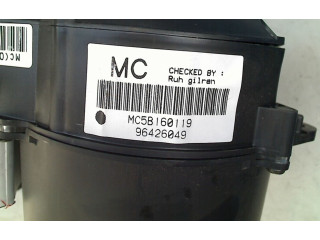 MC
CHECKED BY :
Ruh gilran
MC5B160119
96426049